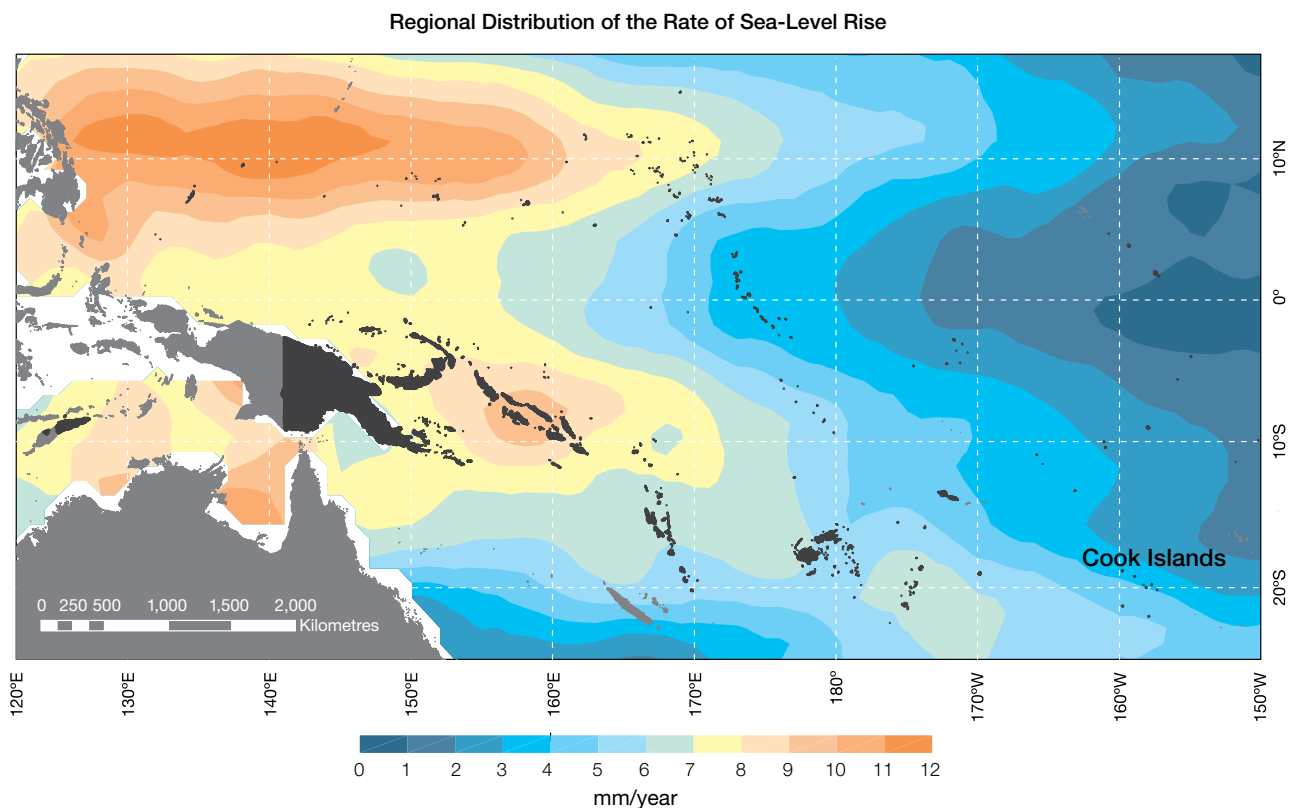 Regional Distribution of the Rate of Sea-Level Rise
10°N
0°
10°S
Cook Islands
20°S
0 250 500 1,000 1,500 2,000
Kilometres
120°E 130°E 140°E 150°E 160°E 170°E 180° 170°W 160°W 150°W
0 1 2 3 4 5 6 7 8 9 10 11 12
mm/year